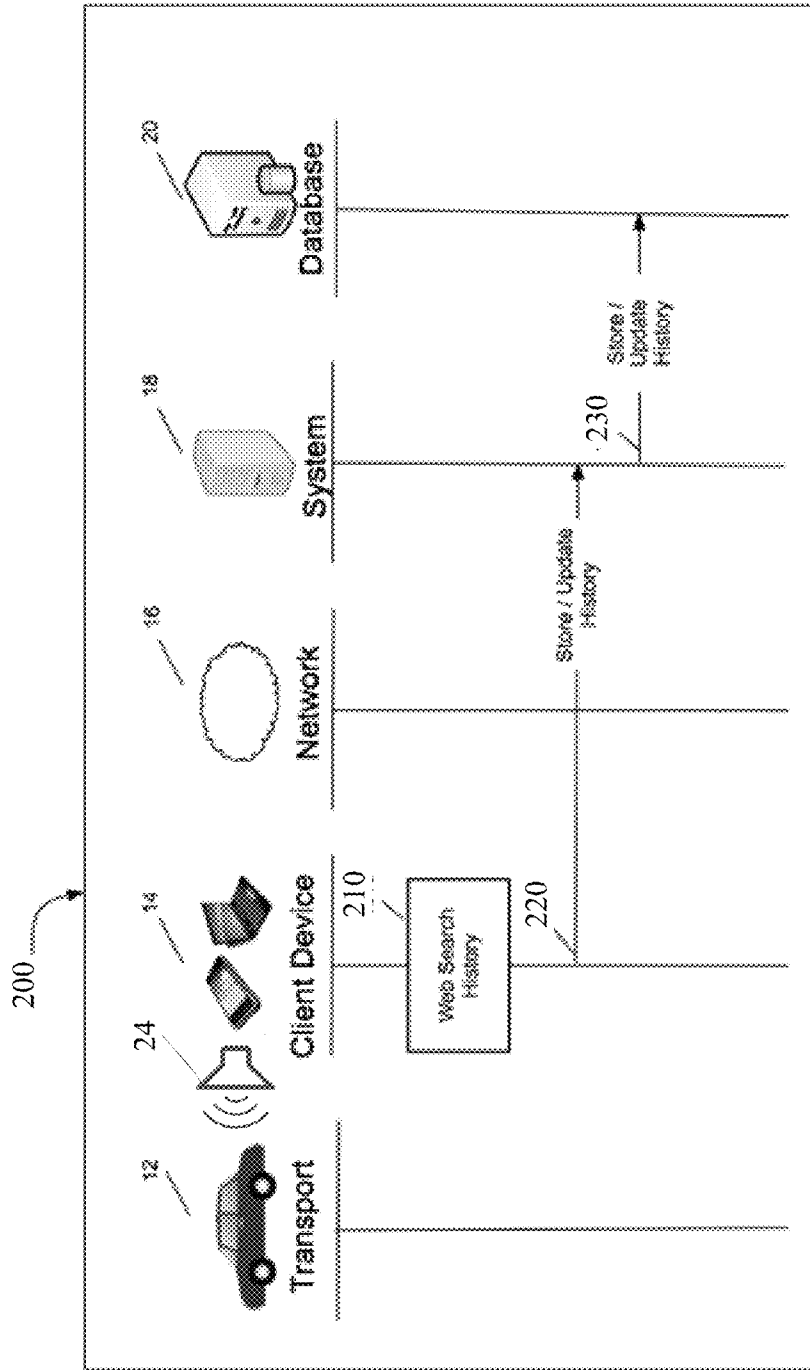 200
12
24
14
16
18
20
Transport
Client Device
Network
System
Database
210
Web Search
History
220
Store / Update
History
230
Store /
Update
History